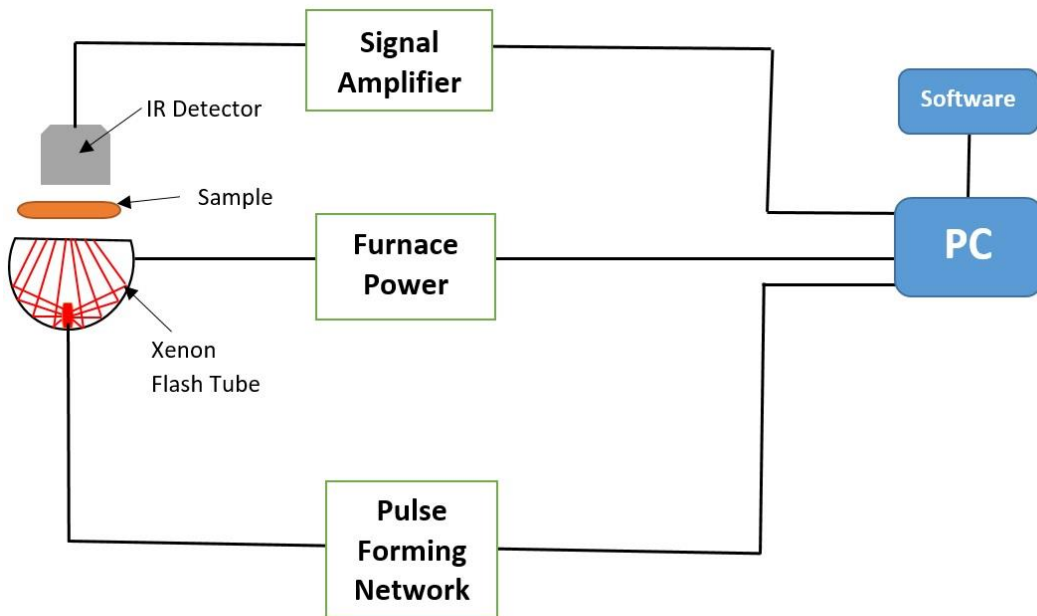 Signal
Amplifier
IR Detector
Software
Sample
Furnace
Power
PC
Xenon
Flash Tube
Pulse
Forming
Network